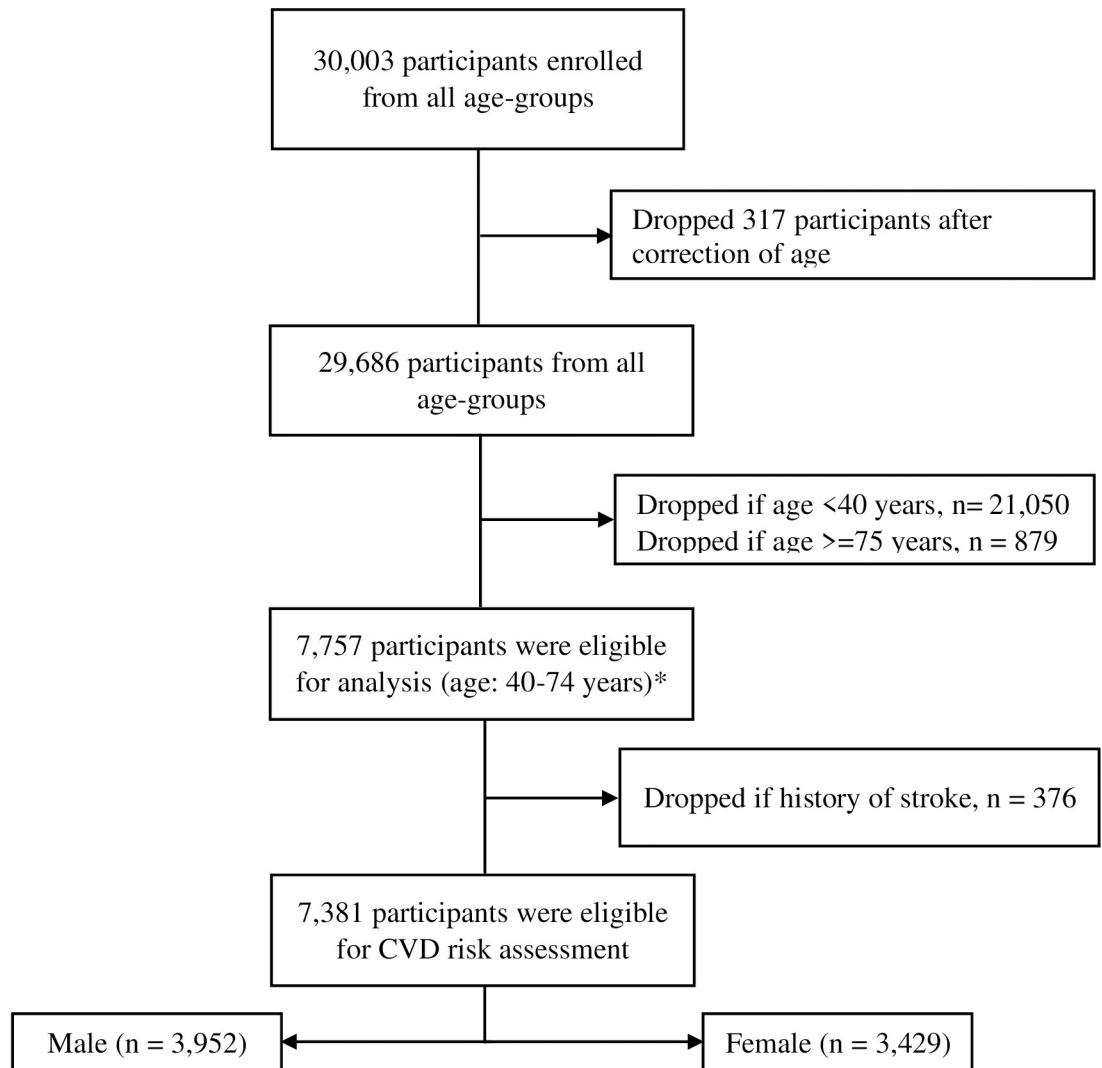 30,003 participants enrolled
from all age-groups
Dropped 317 participants after
correction of age
29,686 participants from all
age-groups
Dropped if age <40 years, n= 21,050
Dropped if age >=75 years, n = 879
7,757 participants were eligible
for analysis (age: 40-74 years)*
Dropped if history of stroke, n = 376
7,381 participants were eligible
for CVD risk assessment
Male (n = 3,952)
Female (n = 3,429)